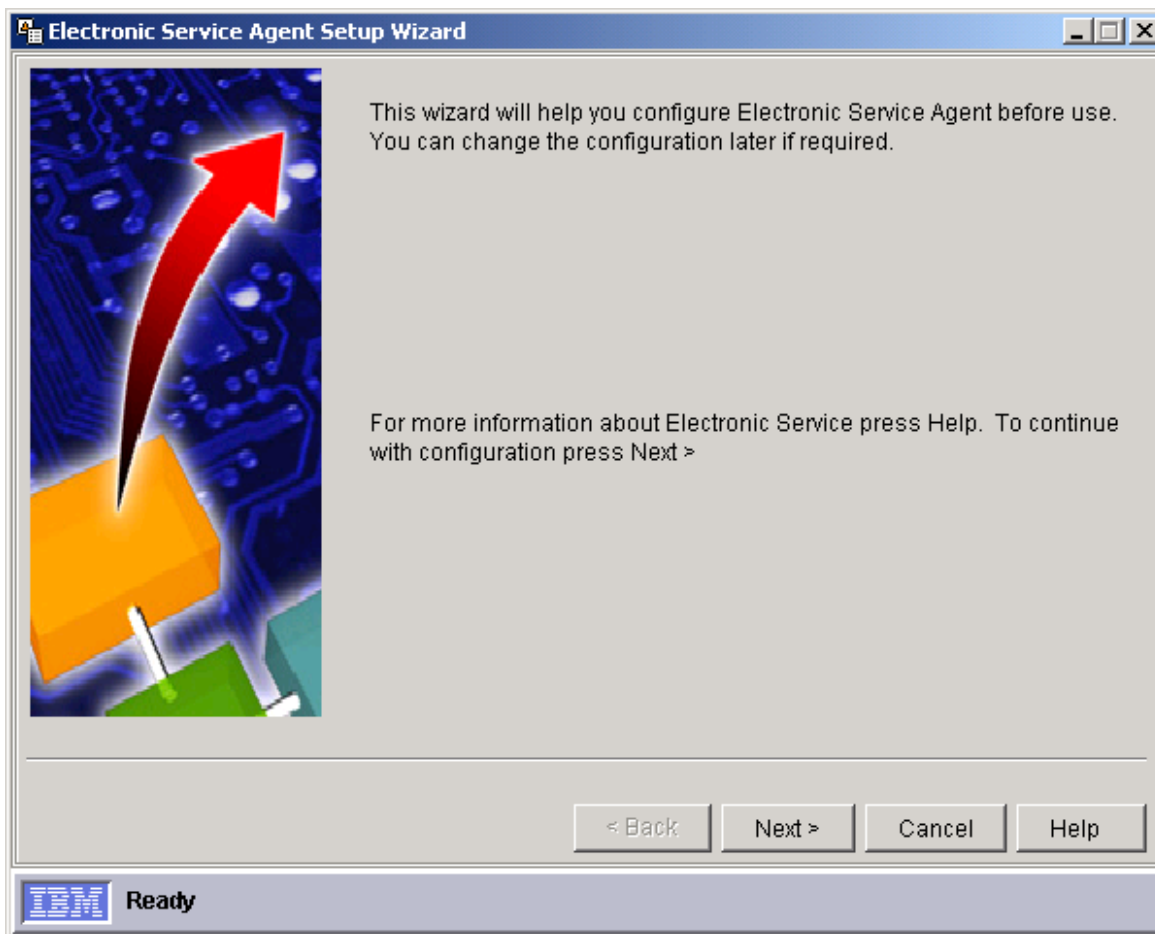 Electronic Service Agent Setup Wizard
This wizard will help you configure Electronic Service Agent before use.
You can change the configuration later if required.
For more information about Electronic Service press Help.  To continue
with configuration press Next >
< Back
Next >
Cancel
Help
IBM
Ready